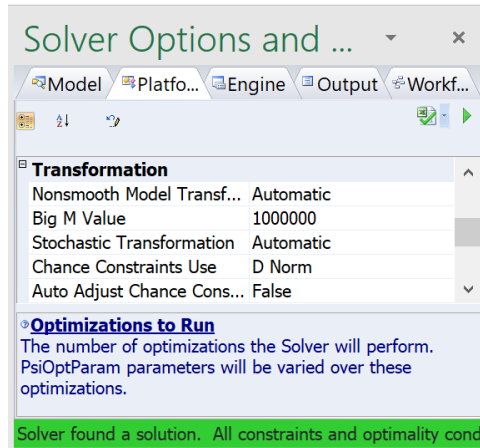 Solver Options and ...
Model Platfo... Engine Output Workf...
Transformation
Nonsmooth Model Transf... Automatic
Big M Value 1000000
Stochastic Transformation Automatic
Chance Constraints Use D Norm
Auto Adjust Chance Cons... False
Optimizations to Run
The number of optimizations the Solver will perform.
PsiOptParam parameters will be varied over these
optimizations.
Solver found a solution. All constraints and optimality cond